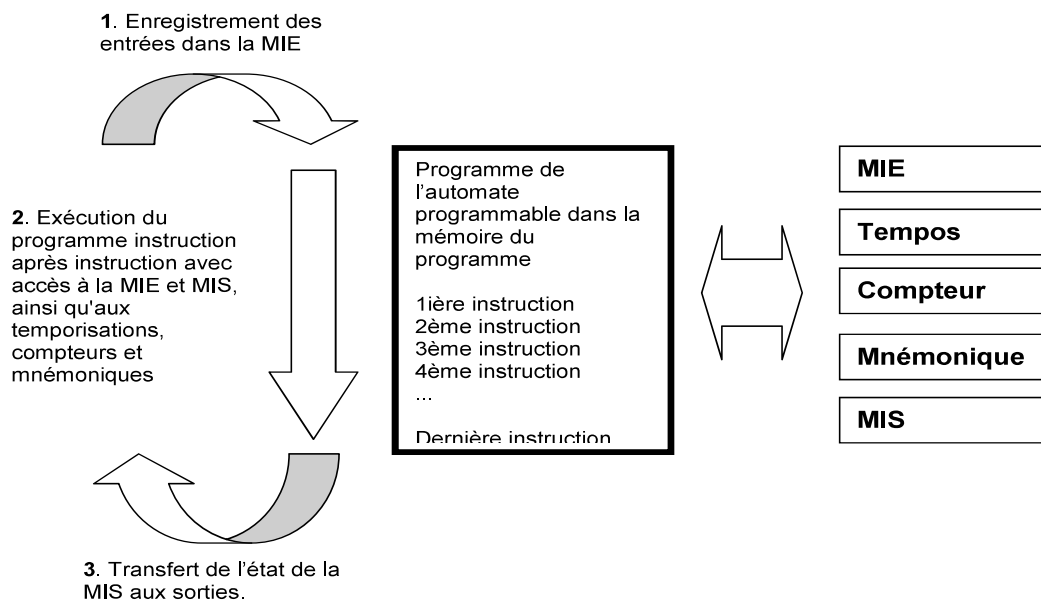 1. Enregistrement des
entrées dans la MIE
2. Exécution du
programme instruction
après instruction avec
accès à la MIE et MIS,
ainsi qu'aux
temporisations,
compteurs et
mnémoniques
Programme de
l'automate
programmable dans la
mémoire du
programme
1ière instruction
2ème instruction
3ème instruction
4ème instruction
...
Dernière instruction
MIE
Tempos
Compteur
Mnémonique
MIS
3. Transfert de l'état de la
MIS aux sorties.